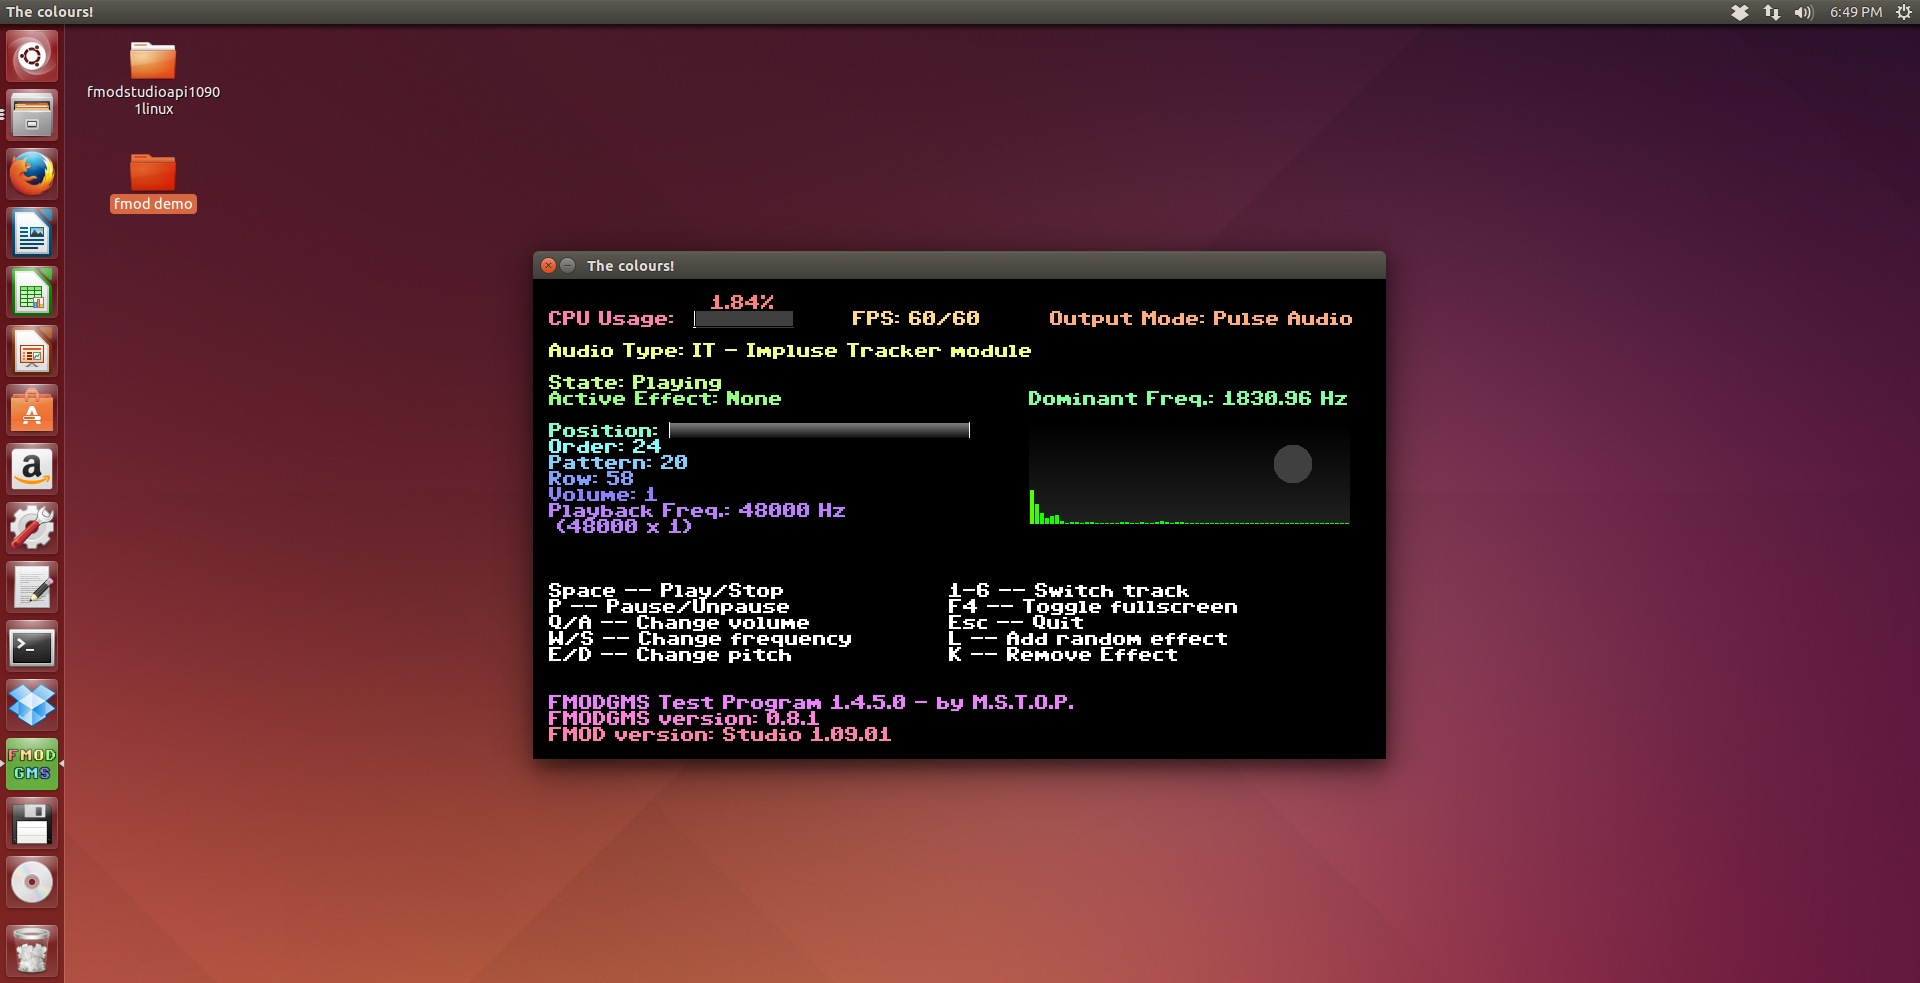 The colours!
6:49 PM
fmodstudioapi1090
1linux
fmod demo
The colours!
1.84%
CPU Usage:
FPS: 60/60
Output Mode: Pulse Audio
Audio Type: IT - Impluse Tracker module
State: Playing
Active Effect: None
Dominant Freq.: 1830.96 Hz
Position:
Order: 24
Pattern: 20
Row: 58
Volume: 1
Playback Freq.: 48000 Hz
(48000 x 1)
Space -- Play/Stop
P -- Pause/Unpause
Q/A -- Change volume
W/S -- Change frequency
E/D -- Change pitch
1-6 -- Switch track
F4 -- Toggle fullscreen
Esc -- Quit
L -- Add random effect
K -- Remove Effect
FMODGMS Test Program 1.4.5.0 - by M.S.T.O.P.
FMODGMS version: 0.8.1
FMOD version: Studio 1.09.01
A
a
>_
FMOD
GMS